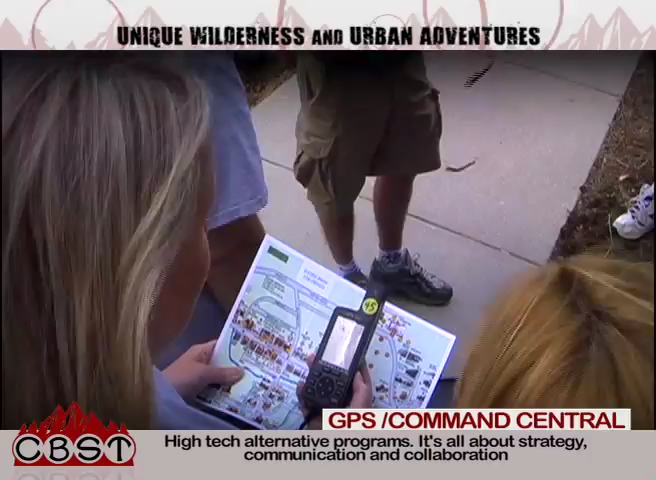 UNIQUE WILDERNESS AND URBAN ADVENTURES
45
GPS /COMMAND CENTRAL
CBST
High tech alternative programs. It's all about strategy,
communication and collaboration